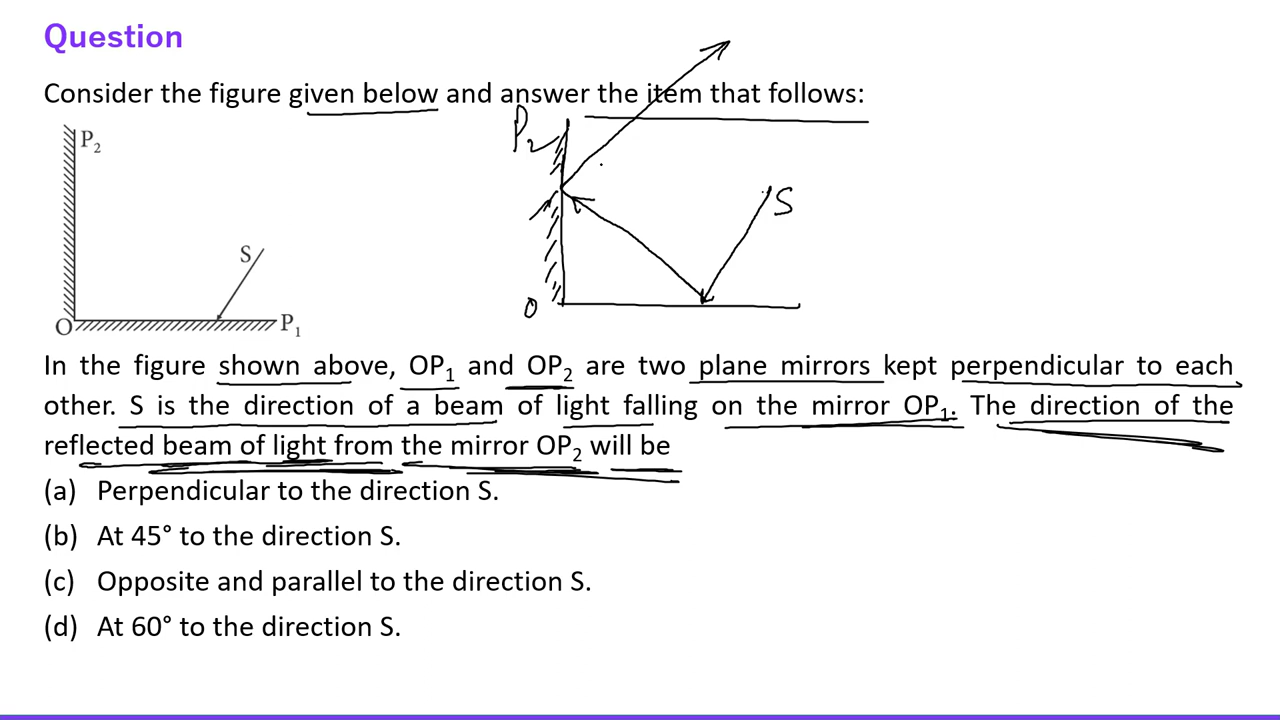 Question
Consider the figure given below and answer the item that follows:
P₂
S
O
P₁
P₂
S
O
In the figure shown above, OP₁ and OP₂ are two plane mirrors kept perpendicular to each
other. S is the direction of a beam of light falling on the mirror OP₁. The direction of the
reflected beam of light from the mirror OP₂ will be
(a) Perpendicular to the direction S.
(b) At 45° to the direction S.
(c) Opposite and parallel to the direction S.
(d) At 60° to the direction S.